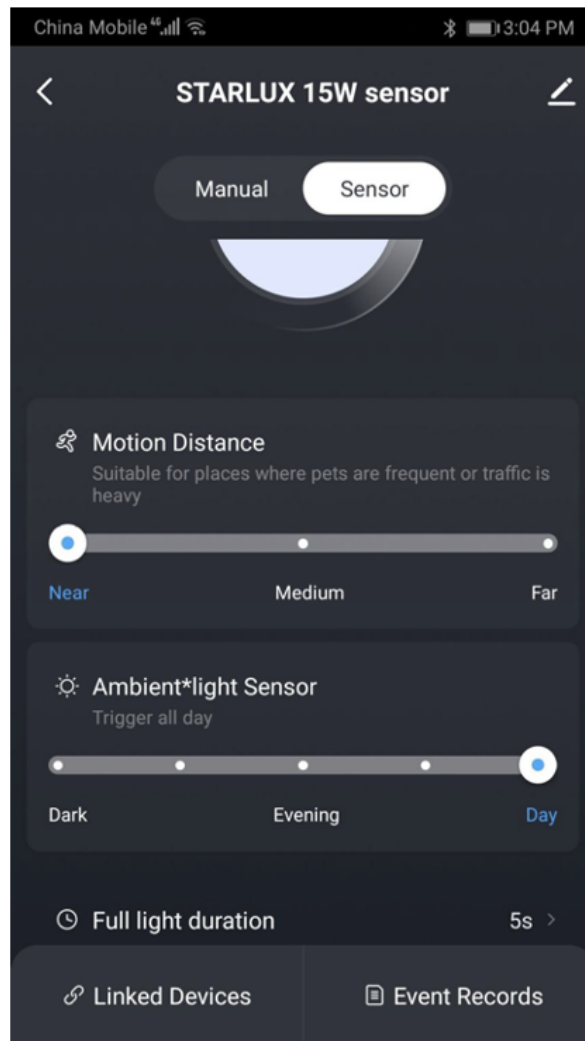 China Mobile 4G 3:04 PM
STARLUX 15W sensor
Manual Sensor
Motion Distance
Suitable for places where pets are frequent or traffic is
heavy
Near Medium Far
Ambient*light Sensor
Trigger all day
Dark Evening Day
Full light duration 5s
Linked Devices Event Records